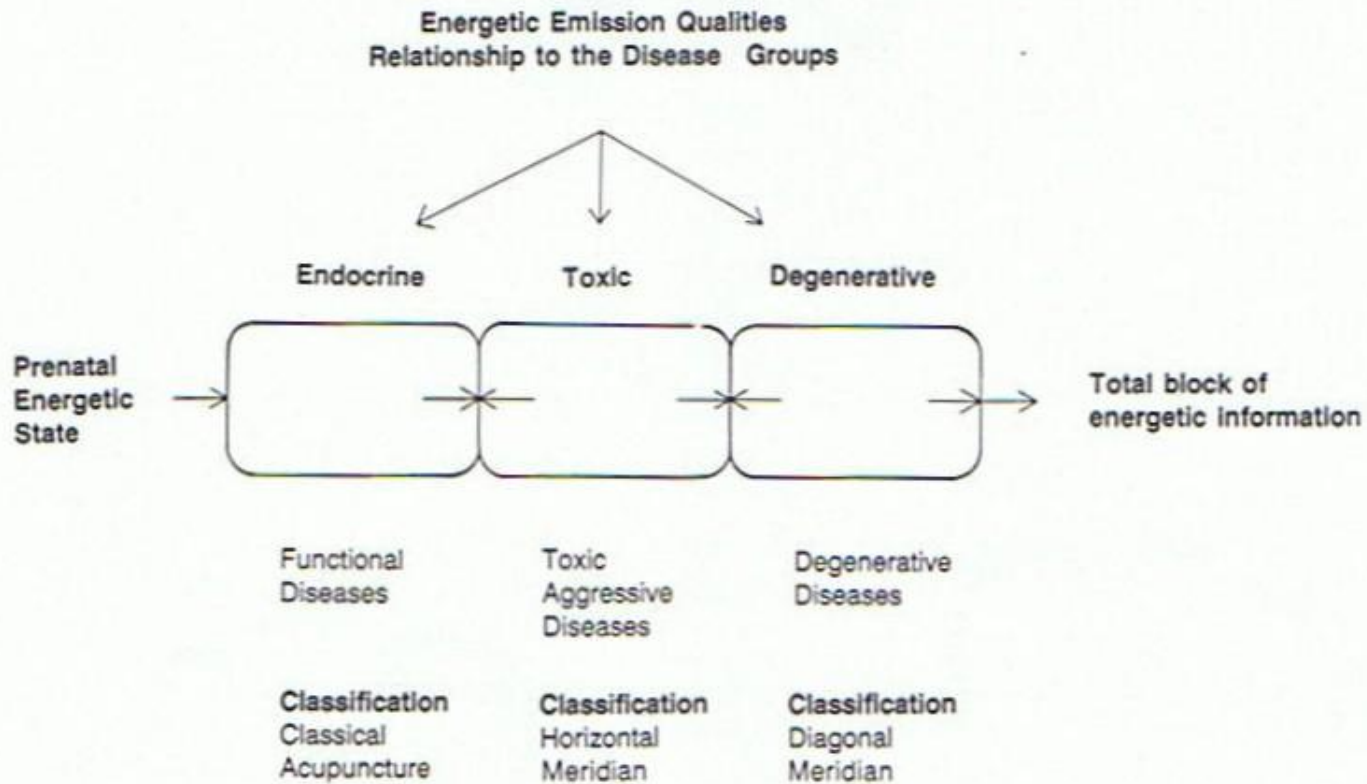 Energetic Emission Qualities
Relationship to the Disease Groups
Endocrine
Toxic
Degenerative
Prenatal
Energetic
State
Total block of
energetic information
Functional
Diseases
Toxic
Aggressive
Diseases
Degenerative
Diseases
Classification
Classical
Acupuncture
Classification
Horizontal
Meridian
Classification
Diagonal
Meridian